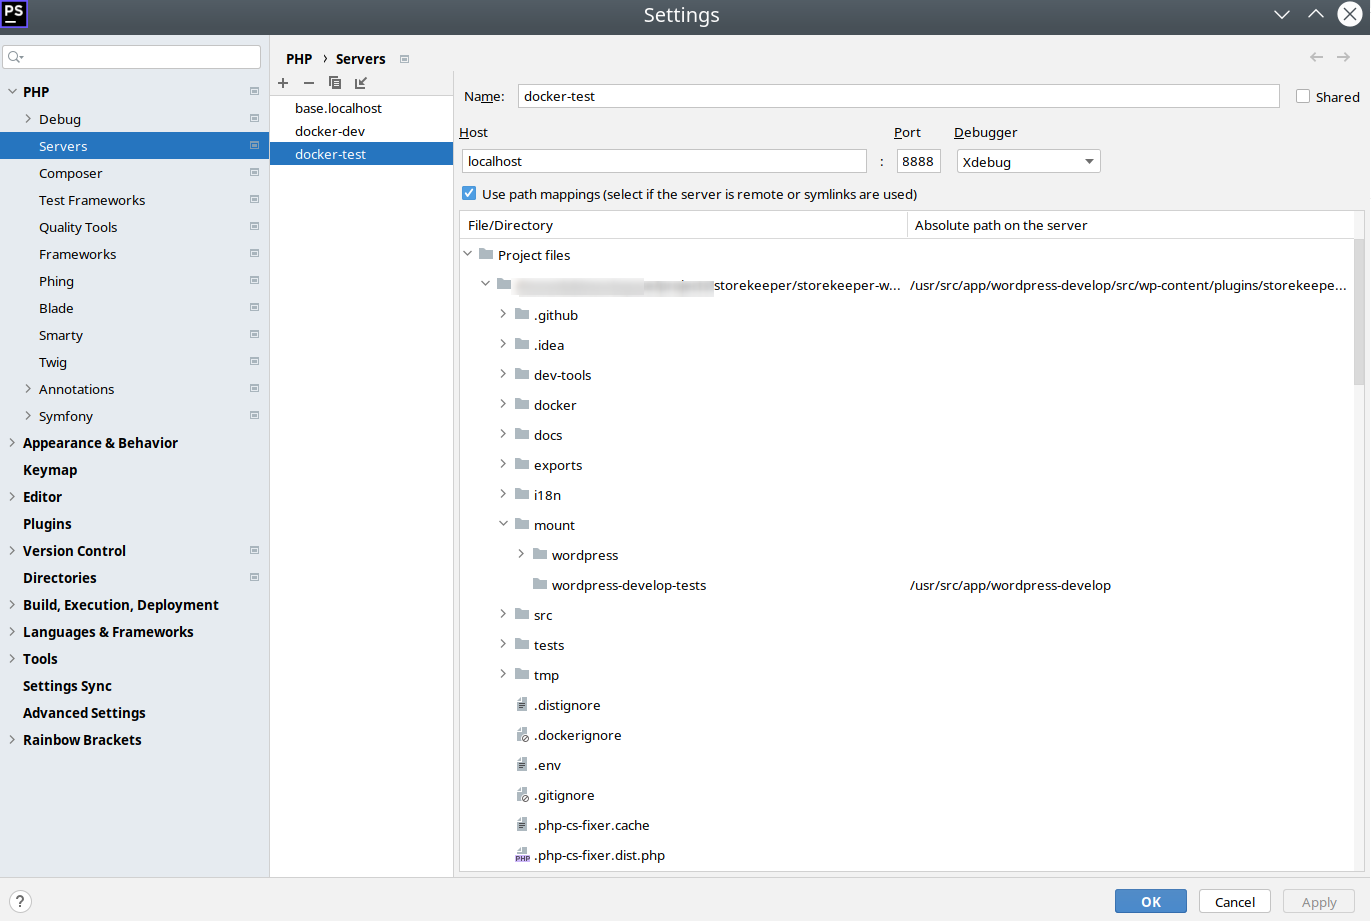 PS
Settings
PHP
Debug
Servers
Composer
Test Frameworks
Quality Tools
Frameworks
Phing
Blade
Smarty
Twig
Annotations
Symfony
Appearance & Behavior
Keymap
Editor
Plugins
Version Control
Directories
Build, Execution, Deployment
Languages & Frameworks
Tools
Settings Sync
Advanced Settings
Rainbow Brackets
PHP › Servers
base.localhost
docker-dev
docker-test
Name: docker-test Shared
Host Port Debugger
localhost : 8888 Xdebug
Use path mappings (select if the server is remote or symlinks are used)
File/Directory Absolute path on the server
Project files
storekeeper/storekeeper-w... /usr/src/app/wordpress-develop/src/wp-content/plugins/storekeepe...
.github
.idea
dev-tools
docker
docs
exports
i18n
mount
wordpress
wordpress-develop-tests /usr/src/app/wordpress-develop
src
tests
tmp
.distignore
.dockerignore
.env
.gitignore
.php-cs-fixer.cache
PHP .php-cs-fixer.dist.php
? OK Cancel Apply